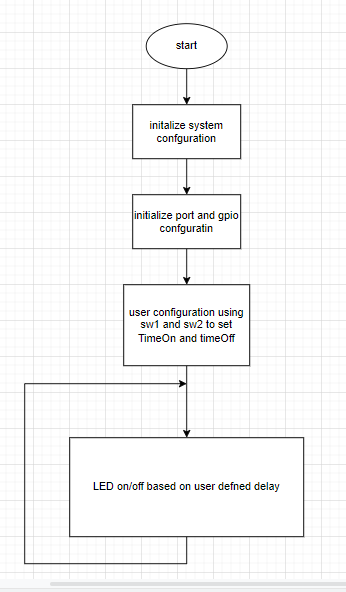 start
initalize system
confguration
initialize port and gpio
confguratin
user configuration using
sw1 and sw2 to set
TimeOn and timeOff
LED on/off based on user defned delay